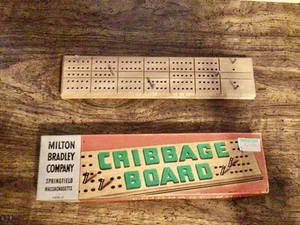 MILTON
BRADLEY
COMPANY
SPRINGFIELD
MASSACHUSETTS
CRIBBAGE
BOARD